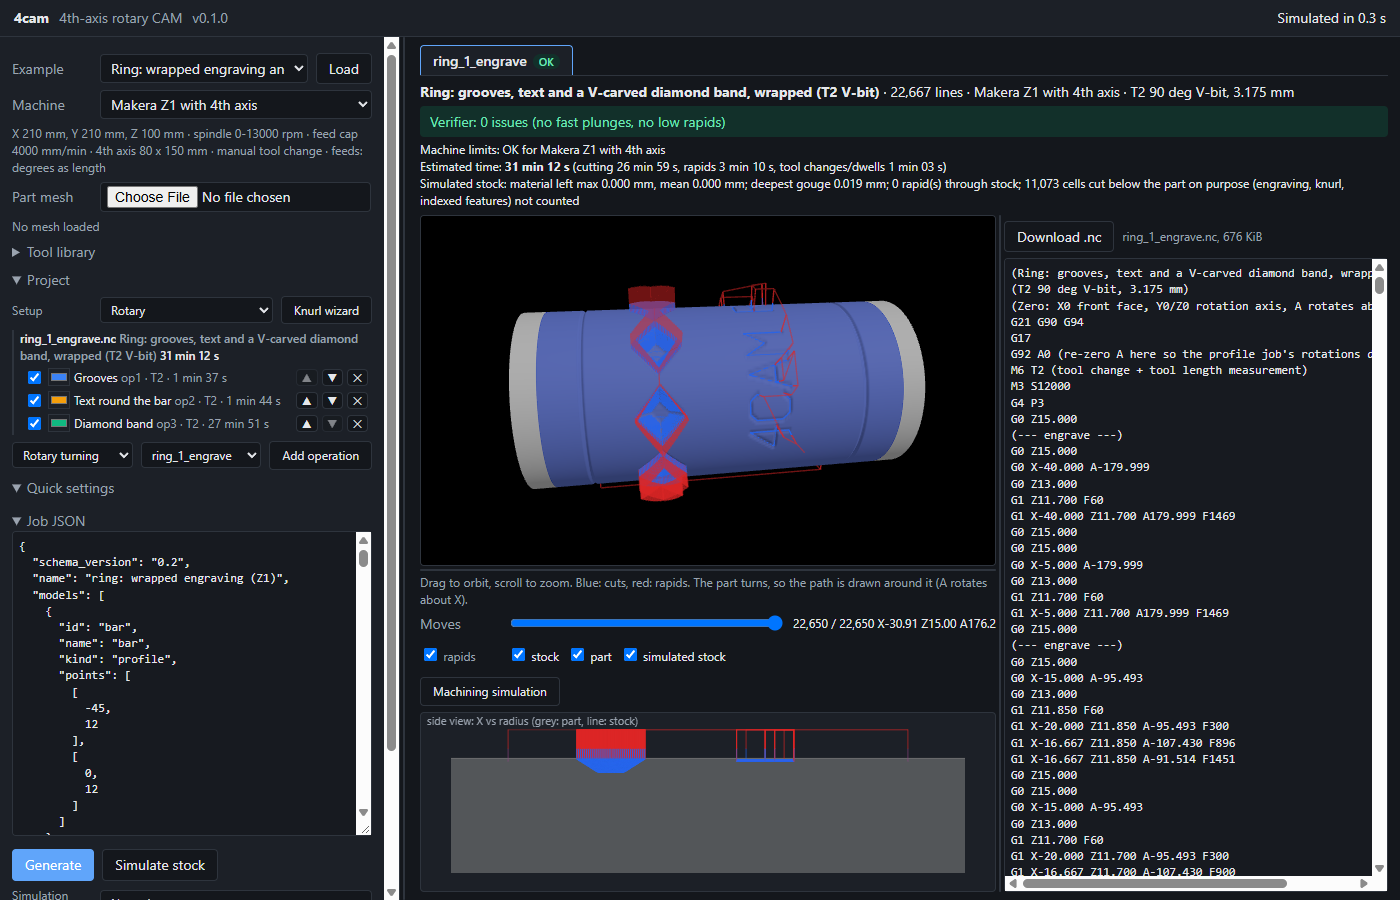 4cam 4th-axis rotary CAM v0.1.0
Simulated in 0.3 s
Example
Ring: wrapped engraving an
Load
Machine
Makera Z1 with 4th axis
X 210 mm, Y 210 mm, Z 100 mm · spindle 0-13000 rpm · feed cap
4000 mm/min · 4th axis 80 x 150 mm · manual tool change · feeds:
degrees as length
Part mesh
Choose File No file chosen
No mesh loaded
Tool library
Project
Setup
Rotary
Knurl wizard
ring_1_engrave.nc Ring: grooves, text and a V-carved diamond
band, wrapped (T2 V-bit) 31 min 12 s
Grooves op1 · T2 · 1 min 37 s
Text round the bar op2 · T2 · 1 min 44 s
Diamond band op3 · T2 · 27 min 51 s
Rotary turning
ring_1_engrave
Add operation
Quick settings
Job JSON
{
"schema_version": "0.2",
"name": "ring: wrapped engraving (Z1)",
"models": [
{
"id": "bar",
"name": "bar",
"kind": "profile",
"points": [
[
-45,
12
],
[
0,
12
]
]
Generate
Simulate stock
Simulation
ring_1_engrave OK
Ring: grooves, text and a V-carved diamond band, wrapped (T2 V-bit) · 22,667 lines · Makera Z1 with 4th axis · T2 90 deg V-bit, 3.175 mm
Verifier: 0 issues (no fast plunges, no low rapids)
Machine limits: OK for Makera Z1 with 4th axis
Estimated time: 31 min 12 s (cutting 26 min 59 s, rapids 3 min 10 s, tool changes/dwells 1 min 03 s)
Simulated stock: material left max 0.000 mm, mean 0.000 mm; deepest gouge 0.019 mm; 0 rapid(s) through stock; 11,073 cells cut below the part on purpose (engraving, knurl,
indexed features) not counted
4CAM
Drag to orbit, scroll to zoom. Blue: cuts, red: rapids. The part turns, so the path is drawn around it (A rotates
about X).
Moves
22,650 / 22,650 X-30.91 Z15.00 A176.2
rapids
stock
part
simulated stock
Machining simulation
side view: X vs radius (grey: part, line: stock)
Download .nc
ring_1_engrave.nc, 676 KiB
(Ring: grooves, text and a V-carved diamond band, wrapp
(T2 90 deg V-bit, 3.175 mm)
(Zero: X0 front face, Y0/Z0 rotation axis, A rotates ab
G21 G90 G94
G17
G92 A0 (re-zero A here so the profile job's rotations d
M6 T2 (tool change + tool length measurement)
M3 S12000
G4 P3
G0 Z15.000
(--- engrave ---)
G0 Z15.000
G0 X-40.000 A-179.999
G0 Z13.000
G1 Z11.700 F60
G1 X-40.000 Z11.700 A179.999 F1469
G0 Z15.000
G0 Z15.000
G0 X-5.000 A-179.999
G0 Z13.000
G1 Z11.700 F60
G1 X-5.000 Z11.700 A179.999 F1469
G0 Z15.000
(--- engrave ---)
G0 Z15.000
G0 X-15.000 A-95.493
G0 Z13.000
G1 Z11.850 F60
G1 X-20.000 Z11.850 A-95.493 F300
G1 X-16.667 Z11.850 A-107.430 F896
G1 X-16.667 Z11.850 A-91.514 F1451
G0 Z15.000
G0 Z15.000
G0 X-15.000 A-95.493
G0 Z13.000
G1 Z11.700 F60
G1 X-20.000 Z11.700 A-95.493 F300
G1 X-16.667 Z11.700 A-107.430 F900